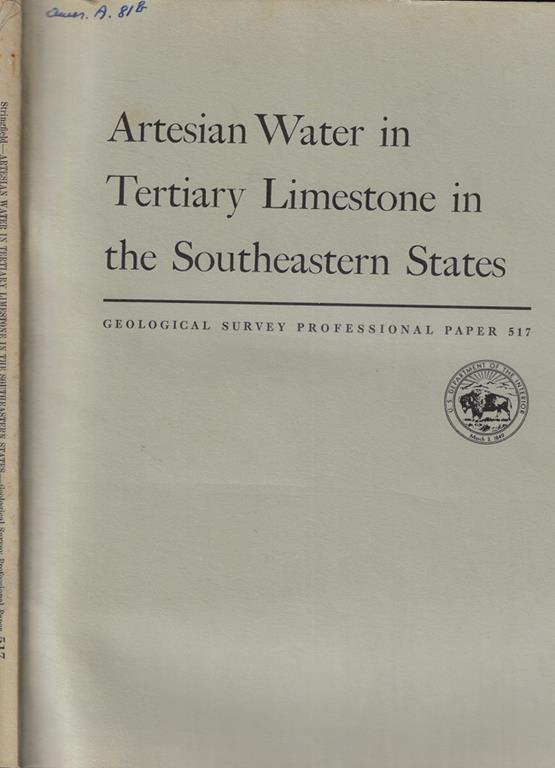 Amer. A. 81 b
Artesian Water in
Tertiary Limestone in
the Southeastern States
GEOLOGICAL SURVEY PROFESSIONAL PAPER 517
U.S. DEPARTMENT OF THE INTERIOR
March 3, 1849
Stringfield—ARTESIAN WATER IN TERTIARY LIMESTONE IN THE SOUTHEASTERN STATES—Geological Survey Professional Paper 517